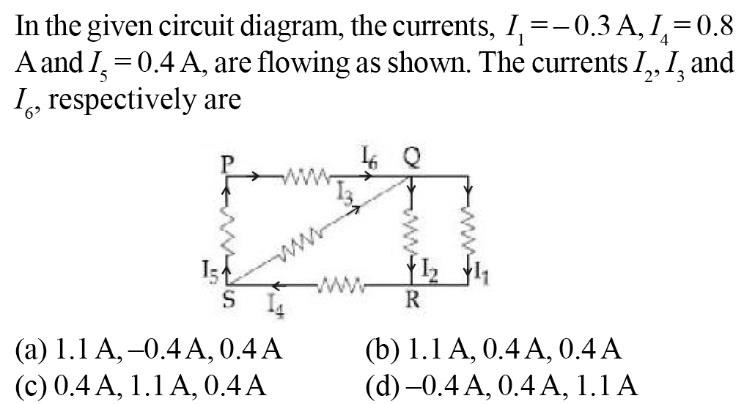 In the given circuit diagram, the currents, I₁ = – 0.3 A, I₄ = 0.8
A and I₅ = 0.4 A, are flowing as shown. The currents I₂, I₃ and
I₆, respectively are
P I₆ Q
I₃
I₅ I₂ I₁
S I₄ R
(a) 1.1 A, –0.4 A, 0.4 A (b) 1.1 A, 0.4 A, 0.4 A
(c) 0.4 A, 1.1 A, 0.4 A (d) –0.4 A, 0.4 A, 1.1 A